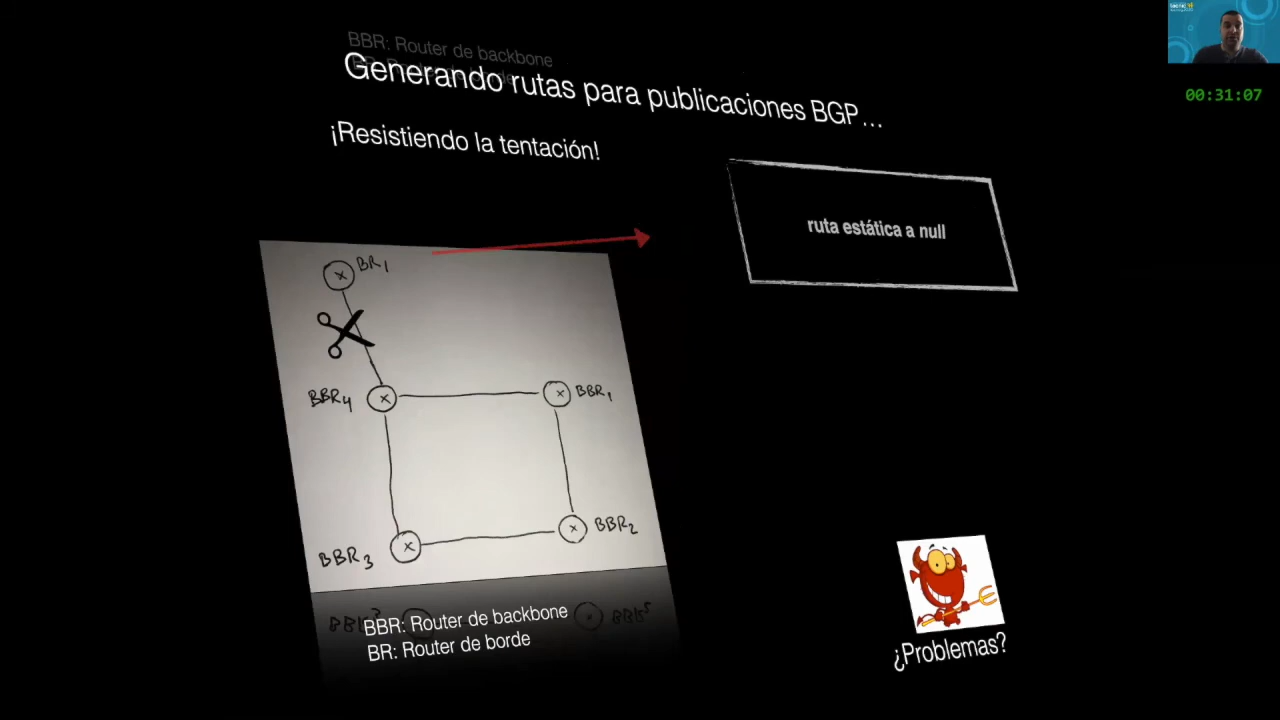 BBR: Router de backbone
Generando rutas para publicaciones BGP...
¡Resistiendo la tentación!
ruta estática a null
BR1
BBR4
BBR1
BBR3
BBR2
BBR: Router de backbone
BR: Router de borde
¿Problemas?
00:31:07